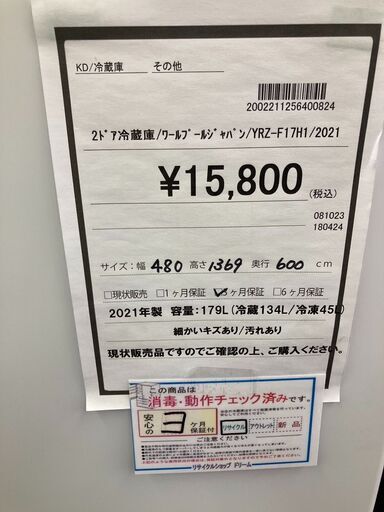 KD/冷蔵庫 その他
2002211256400824
2ﾄﾞｱ冷蔵庫/ﾜｰﾙﾌﾟｰﾙｼﾞｬﾊﾟﾝ/YRZ-F17H1/2021
¥15,800(税込)
081023
180424
サイズ：幅 480 高さ 1369 奥行 600 cm
□現状販売 □1ヶ月保証 ☑3ヶ月保証 □6ヶ月保証
2021年製 容量：179L(冷蔵134L/冷凍45L)
細かいキズあり/汚れあり
現状販売品ですのでご確認の上、ご購入ください。
この商品は
消毒・動作チェック済みです。
安心の 3 ヶ月保証付
リサイクル アウトレット 新品
ご注意ください
リサイクルショップ ドリーム